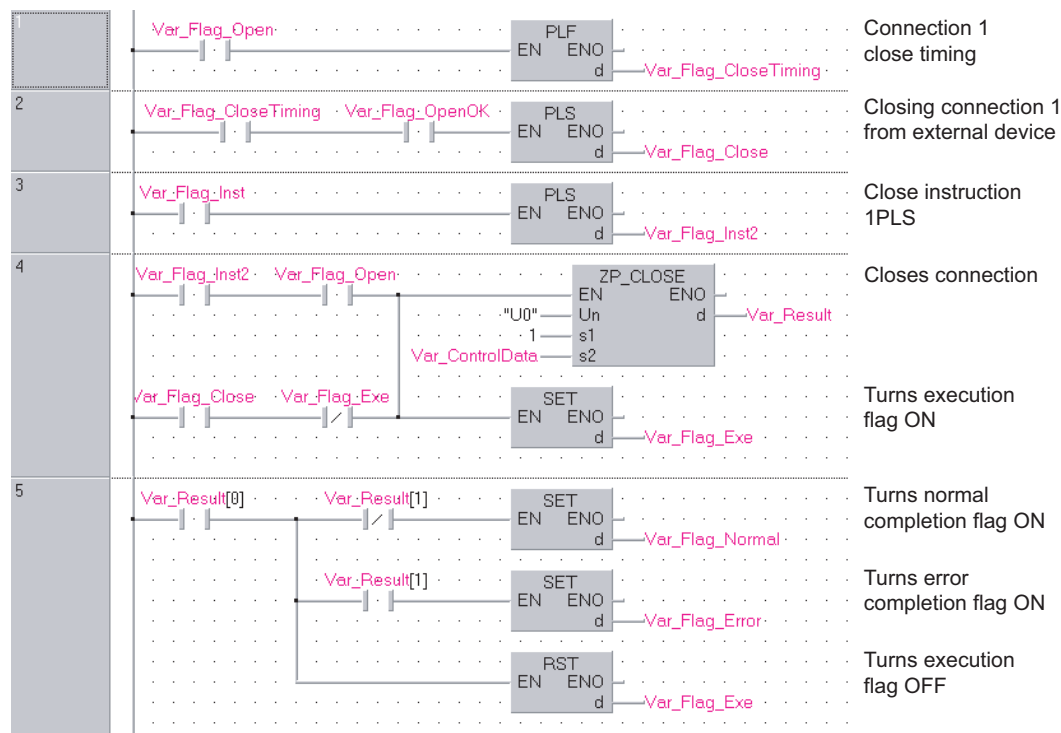 1
Var_Flag_Open
PLF
EN ENO
d
Var_Flag_CloseTiming
Connection 1
close timing
2
Var_Flag_CloseTiming Var_Flag_OpenOK
PLS
EN ENO
d
Var_Flag_Close
Closing connection 1
from external device
3
Var_Flag_Inst
PLS
EN ENO
d
Var_Flag_Inst2
Close instruction
1PLS
4
Var_Flag_Inst2 Var_Flag_Open
ZP_CLOSE
EN ENO
"U0" Un d Var_Result
1 s1
Var_ControlData s2
Closes connection
Var_Flag_Close Var_Flag_Exe
SET
EN ENO
d
Var_Flag_Exe
Turns execution
flag ON
5
Var_Result[0] Var_Result[1]
SET
EN ENO
d
Var_Flag_Normal
Turns normal
completion flag ON
Var_Result[1]
SET
EN ENO
d
Var_Flag_Error
Turns error
completion flag ON
RST
EN ENO
d
Var_Flag_Exe
Turns execution
flag OFF